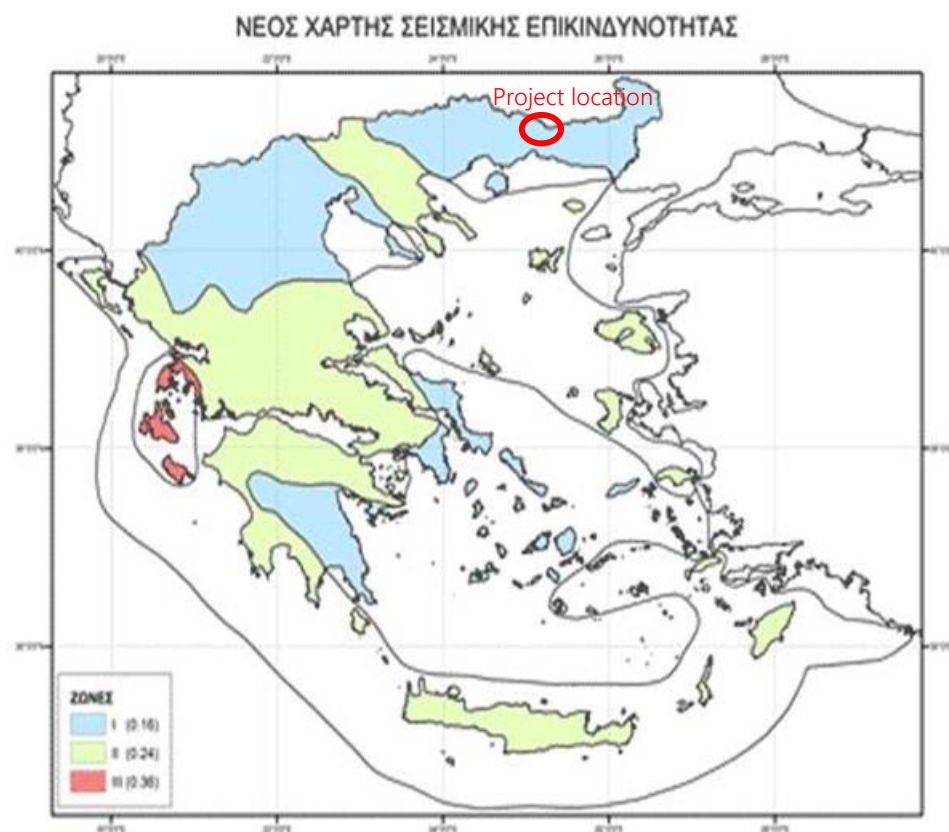 ΝΕΟΣ ΧΑΡΤΗΣ ΣΕΙΣΜΙΚΗΣ ΕΠΙΚΙΝΔΥΝΟΤΗΤΑΣ
Project location
ΖΩΝΕΣ
I (0.16)
II (0.24)
III (0.36)